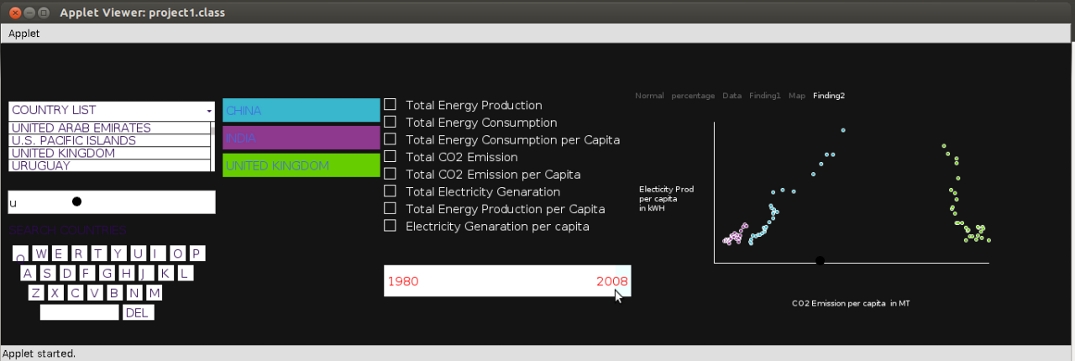 Applet Viewer: project1.class
Applet
COUNTRY LIST
UNITED ARAB EMIRATES
U.S. PACIFIC ISLANDS
UNITED KINGDOM
URUGUAY
u
SEARCH COUNTRIES
Q W E R T Y U I O P
A S D F G H J K L
Z X C V B N M
DEL
CHINA
INDIA
UNITED KINGDOM
Total Energy Production
Total Energy Consumption
Total Energy Consumption per Capita
Total CO2 Emission
Total CO2 Emission per Capita
Total Electricity Genaration
Total Energy Production per Capita
Electricity Genaration per capita
1980 2008
Normal percentage Data Finding1 Map Finding2
Electicity Prod
per capita
in kWH
CO2 Emission per capita in MT
Applet started.